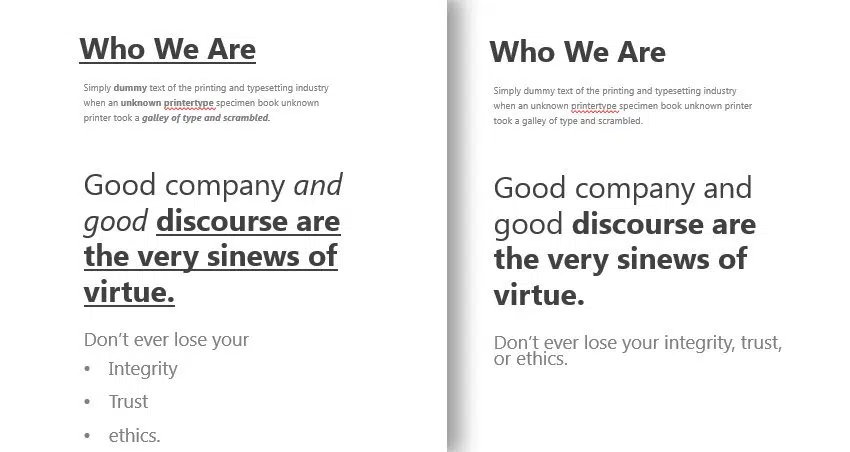 Who We Are
Simply dummy text of the printing and typesetting industry
when an unknown printertype specimen book unknown
printer took a galley of type and scrambled.
Good company and
good discourse are
the very sinews of
virtue.
Don’t ever lose your
• Integrity
• Trust
• ethics.
Who We Are
Simply dummy text of the printing and typesetting industry
when an unknown printertype specimen book unknown printer
took a galley of type and scrambled.
Good company and
good discourse are
the very sinews of
virtue.
Don’t ever lose your integrity, trust,
or ethics.